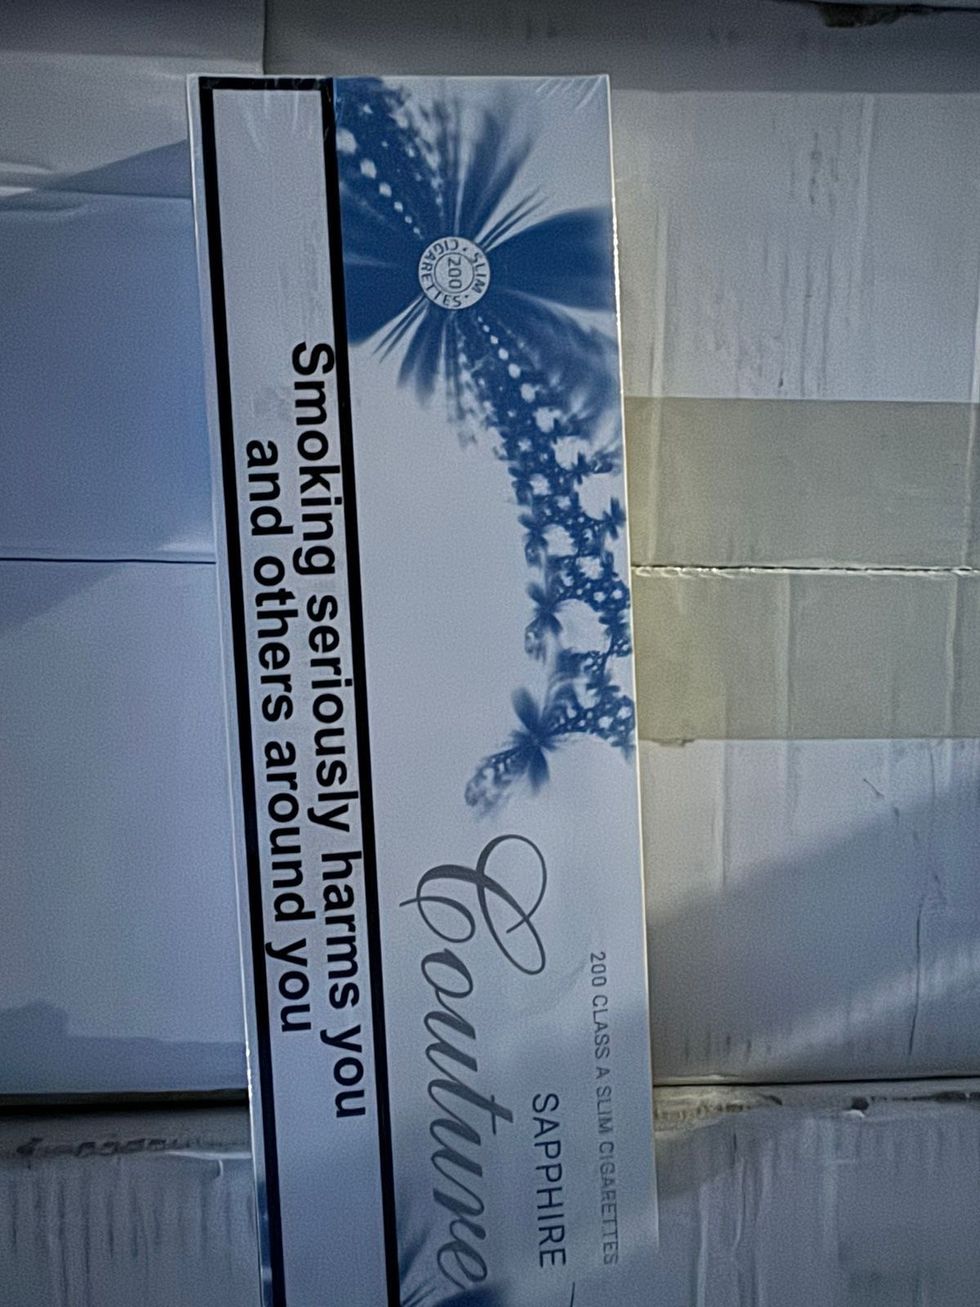 SLIM
CIGARETTES
200
200 CLASS A SLIM CIGARETTES
SAPPHIRE
Couture
Smoking seriously harms you
and others around you